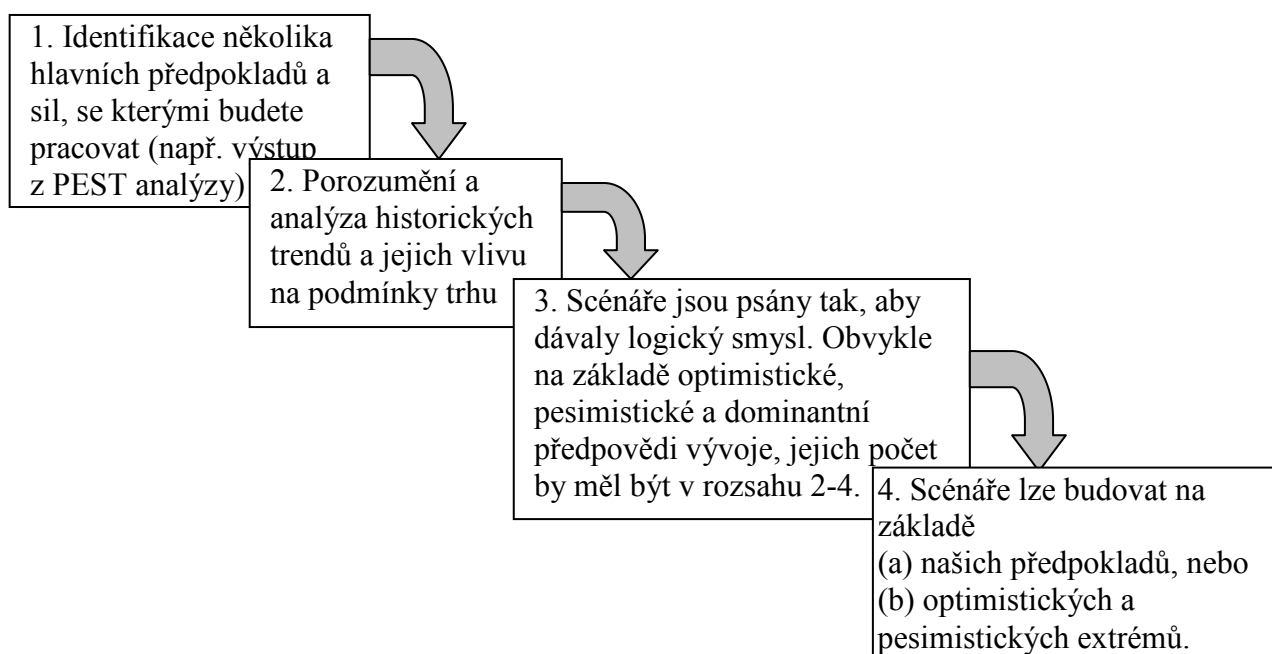 1. Identifikace několika
hlavních předpokladů a
sil, se kterými budete
pracovat (např. výstup
z PEST analýzy)
2. Porozumění a
analýza historických
trendů a jejich vlivu
na podmínky trhu
3. Scénáře jsou psány tak, aby
dávaly logický smysl. Obvykle
na základě optimistické,
pesimistické a dominantní
předpovědi vývoje, jejich počet
by měl být v rozsahu 2-4.
4. Scénáře lze budovat na
základě
(a) našich předpokladů, nebo
(b) optimistických a
pesimistických extrémů.